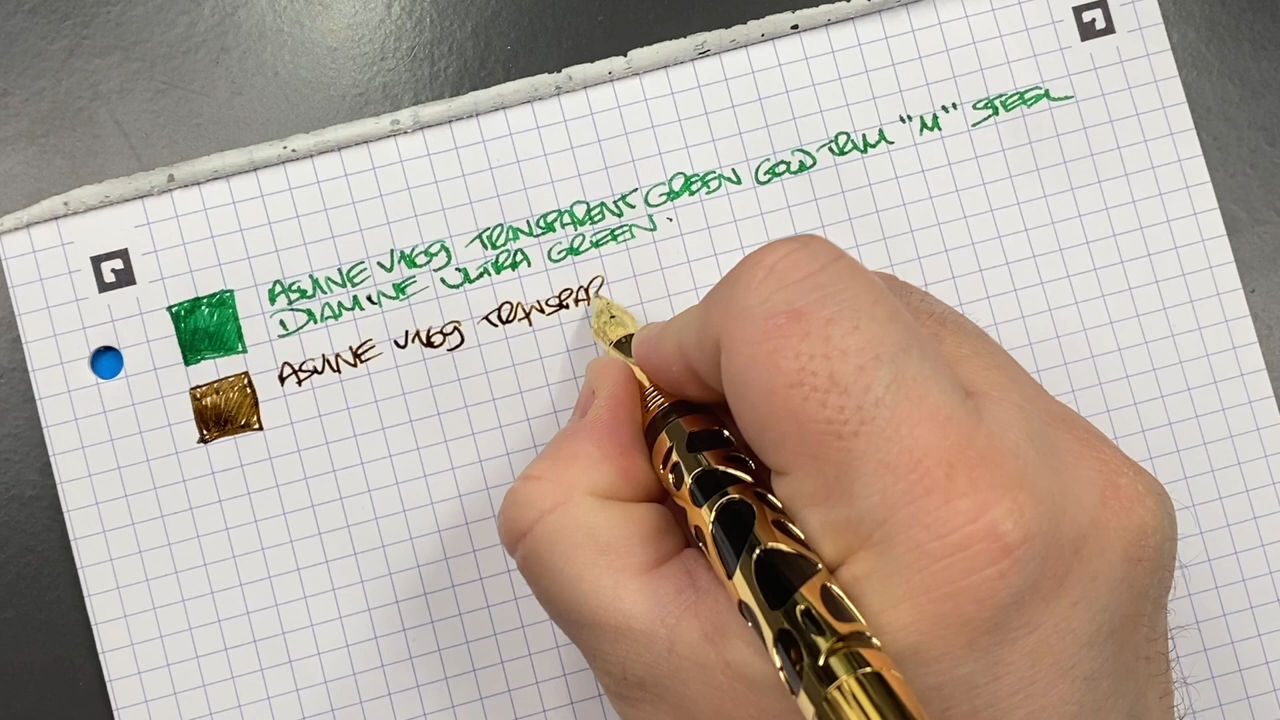 ASVINE V169 TRANSPARENT GREEN GOLD TRIM "M" STEEL
DIAMINE ULTRA GREEN.
ASVINE V169 TRANSPAR